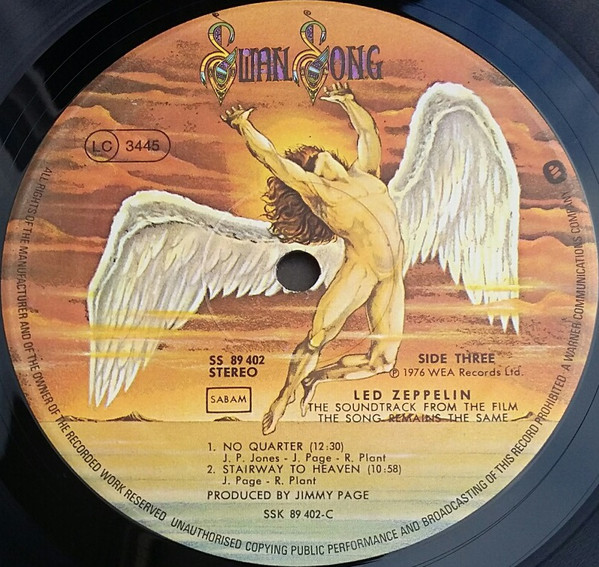 SWAN SONG
LC 3445
SS 89 402
STEREO
SABAM
SIDE THREE
℗ 1976 WEA Records Ltd.
LED ZEPPELIN
THE SOUNDTRACK FROM THE FILM
THE SONG REMAINS THE SAME
1. NO QUARTER (12:30)
J. P. Jones - J. Page - R. Plant
2. STAIRWAY TO HEAVEN (10:58)
J. Page - R. Plant
PRODUCED BY JIMMY PAGE
SSK 89 402-C
ALL RIGHTS OF THE MANUFACTURER AND OF THE OWNER OF THE RECORDED WORK RESERVED UNAUTHORISED COPYING PUBLIC PERFORMANCE AND BROADCASTING OF THIS RECORD PROHIBITED A WARNER COMMUNICATIONS COMPANY